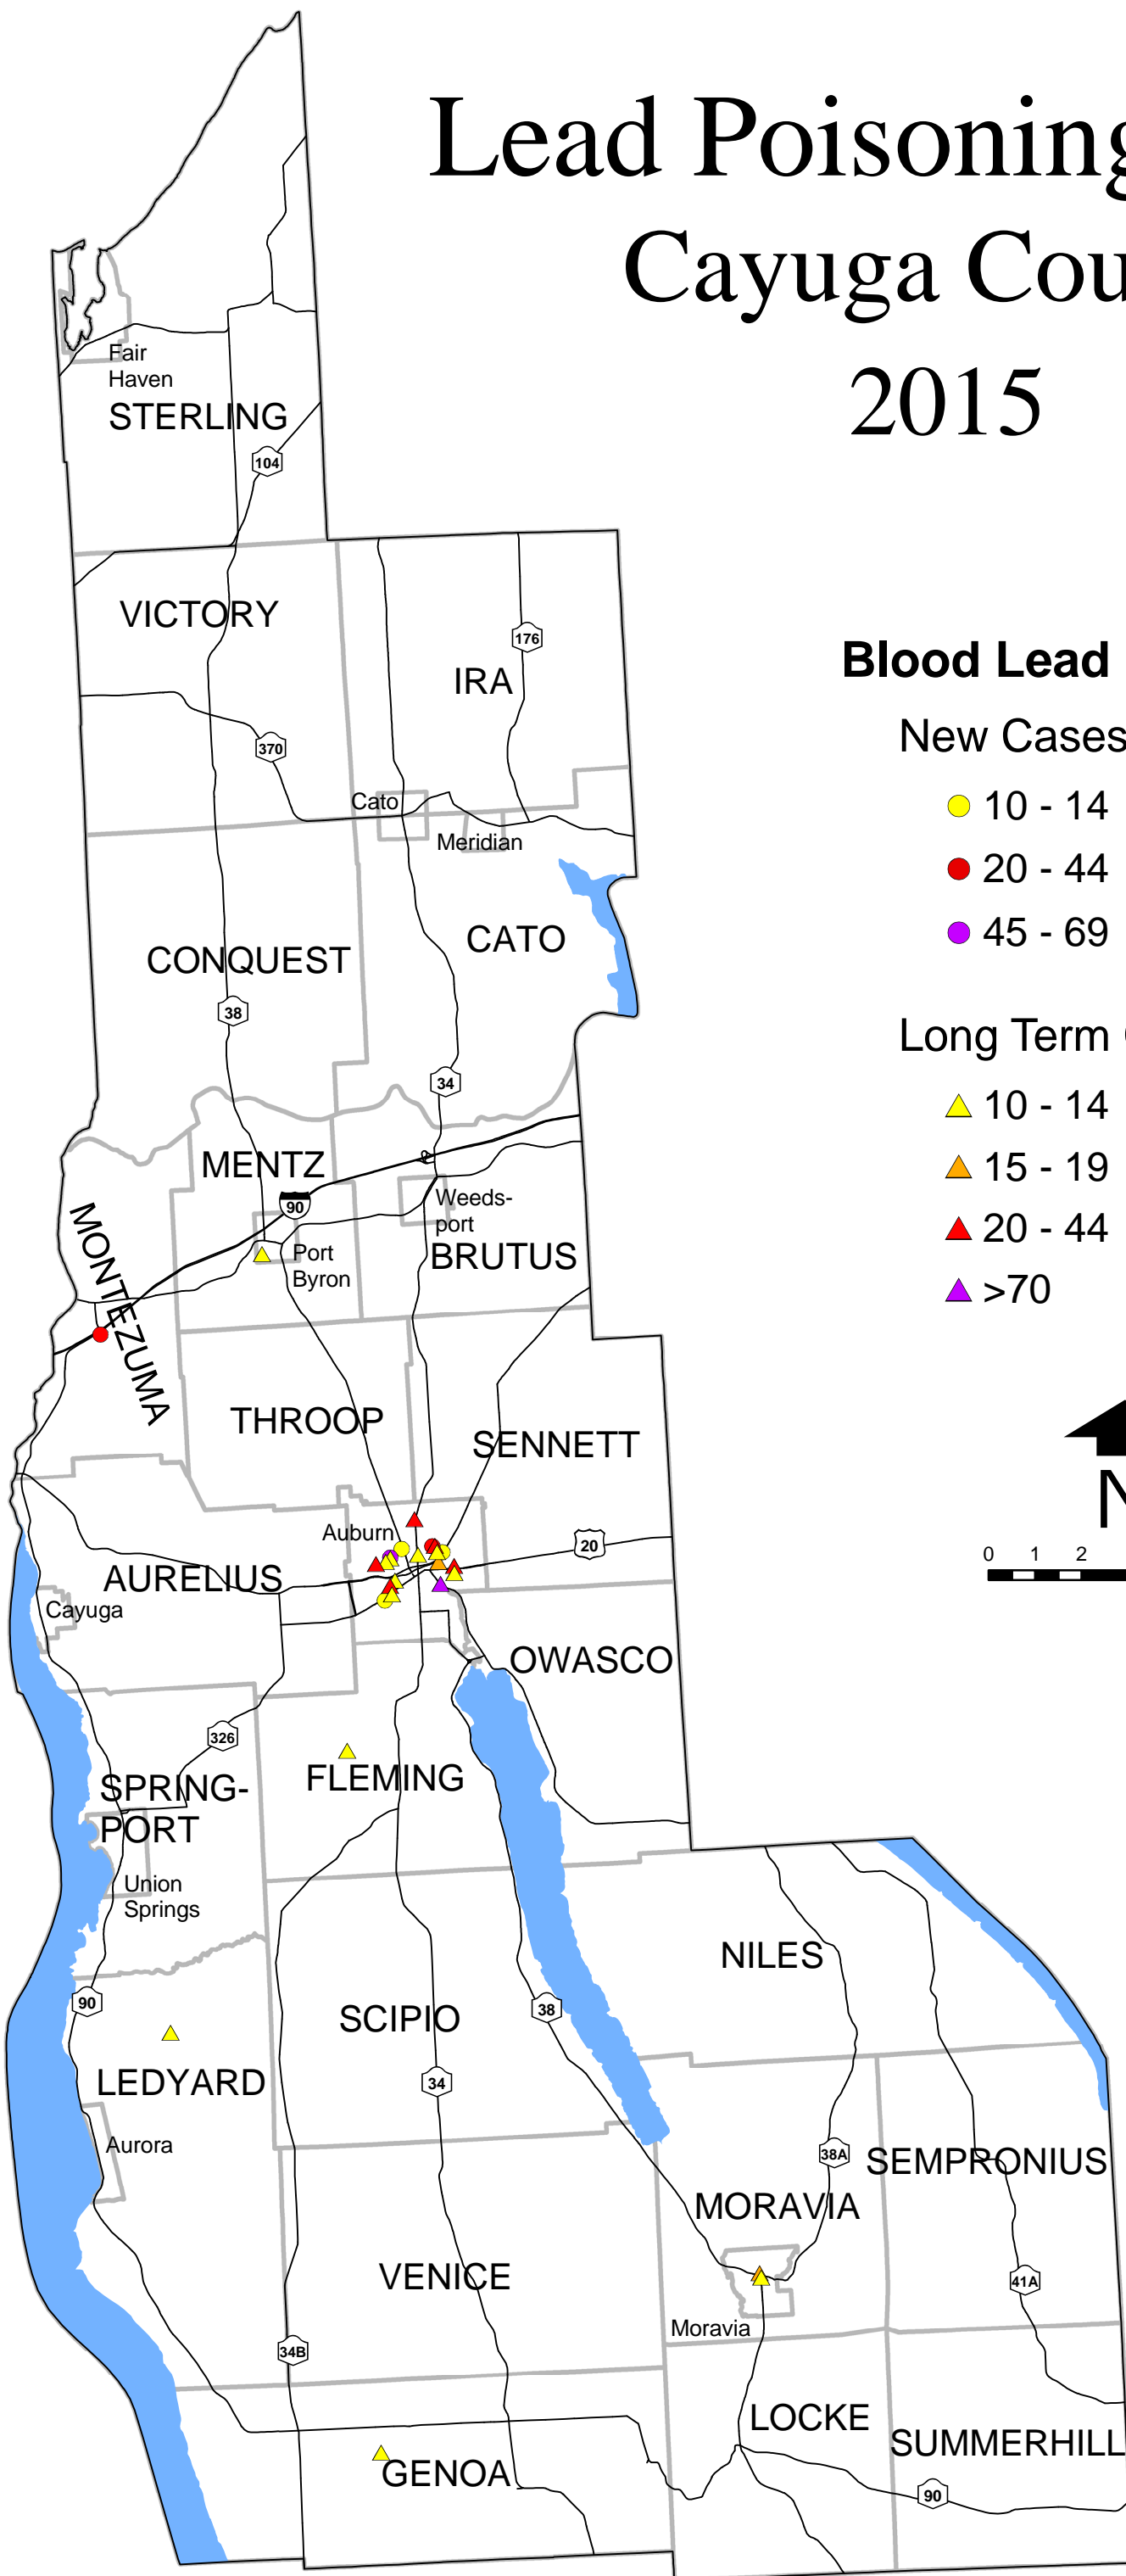 Lead Poisoning
Cayuga Cou
2015
Fair
Haven
STERLING
104
VICTORY
176
IRA
370
Cato
Meridian
CATO
CONQUEST
38
34
MENTZ
90
Weeds-
port
BRUTUS
Port
Byron
MONTEZUMA
THROOP
SENNETT
Auburn
20
AURELIUS
Cayuga
OWASCO
326
FLEMING
SPRING-
PORT
Union
Springs
NILES
90
SCIPIO
38
LEDYARD
34
Aurora
38A
SEMPRONIUS
MORAVIA
VENICE
41A
Moravia
34B
LOCKE
SUMMERHILL
GENOA
90
Blood Lead
New Cases
10 - 14
20 - 44
45 - 69
Long Term
10 - 14
15 - 19
20 - 44
>70
N
0 1 2